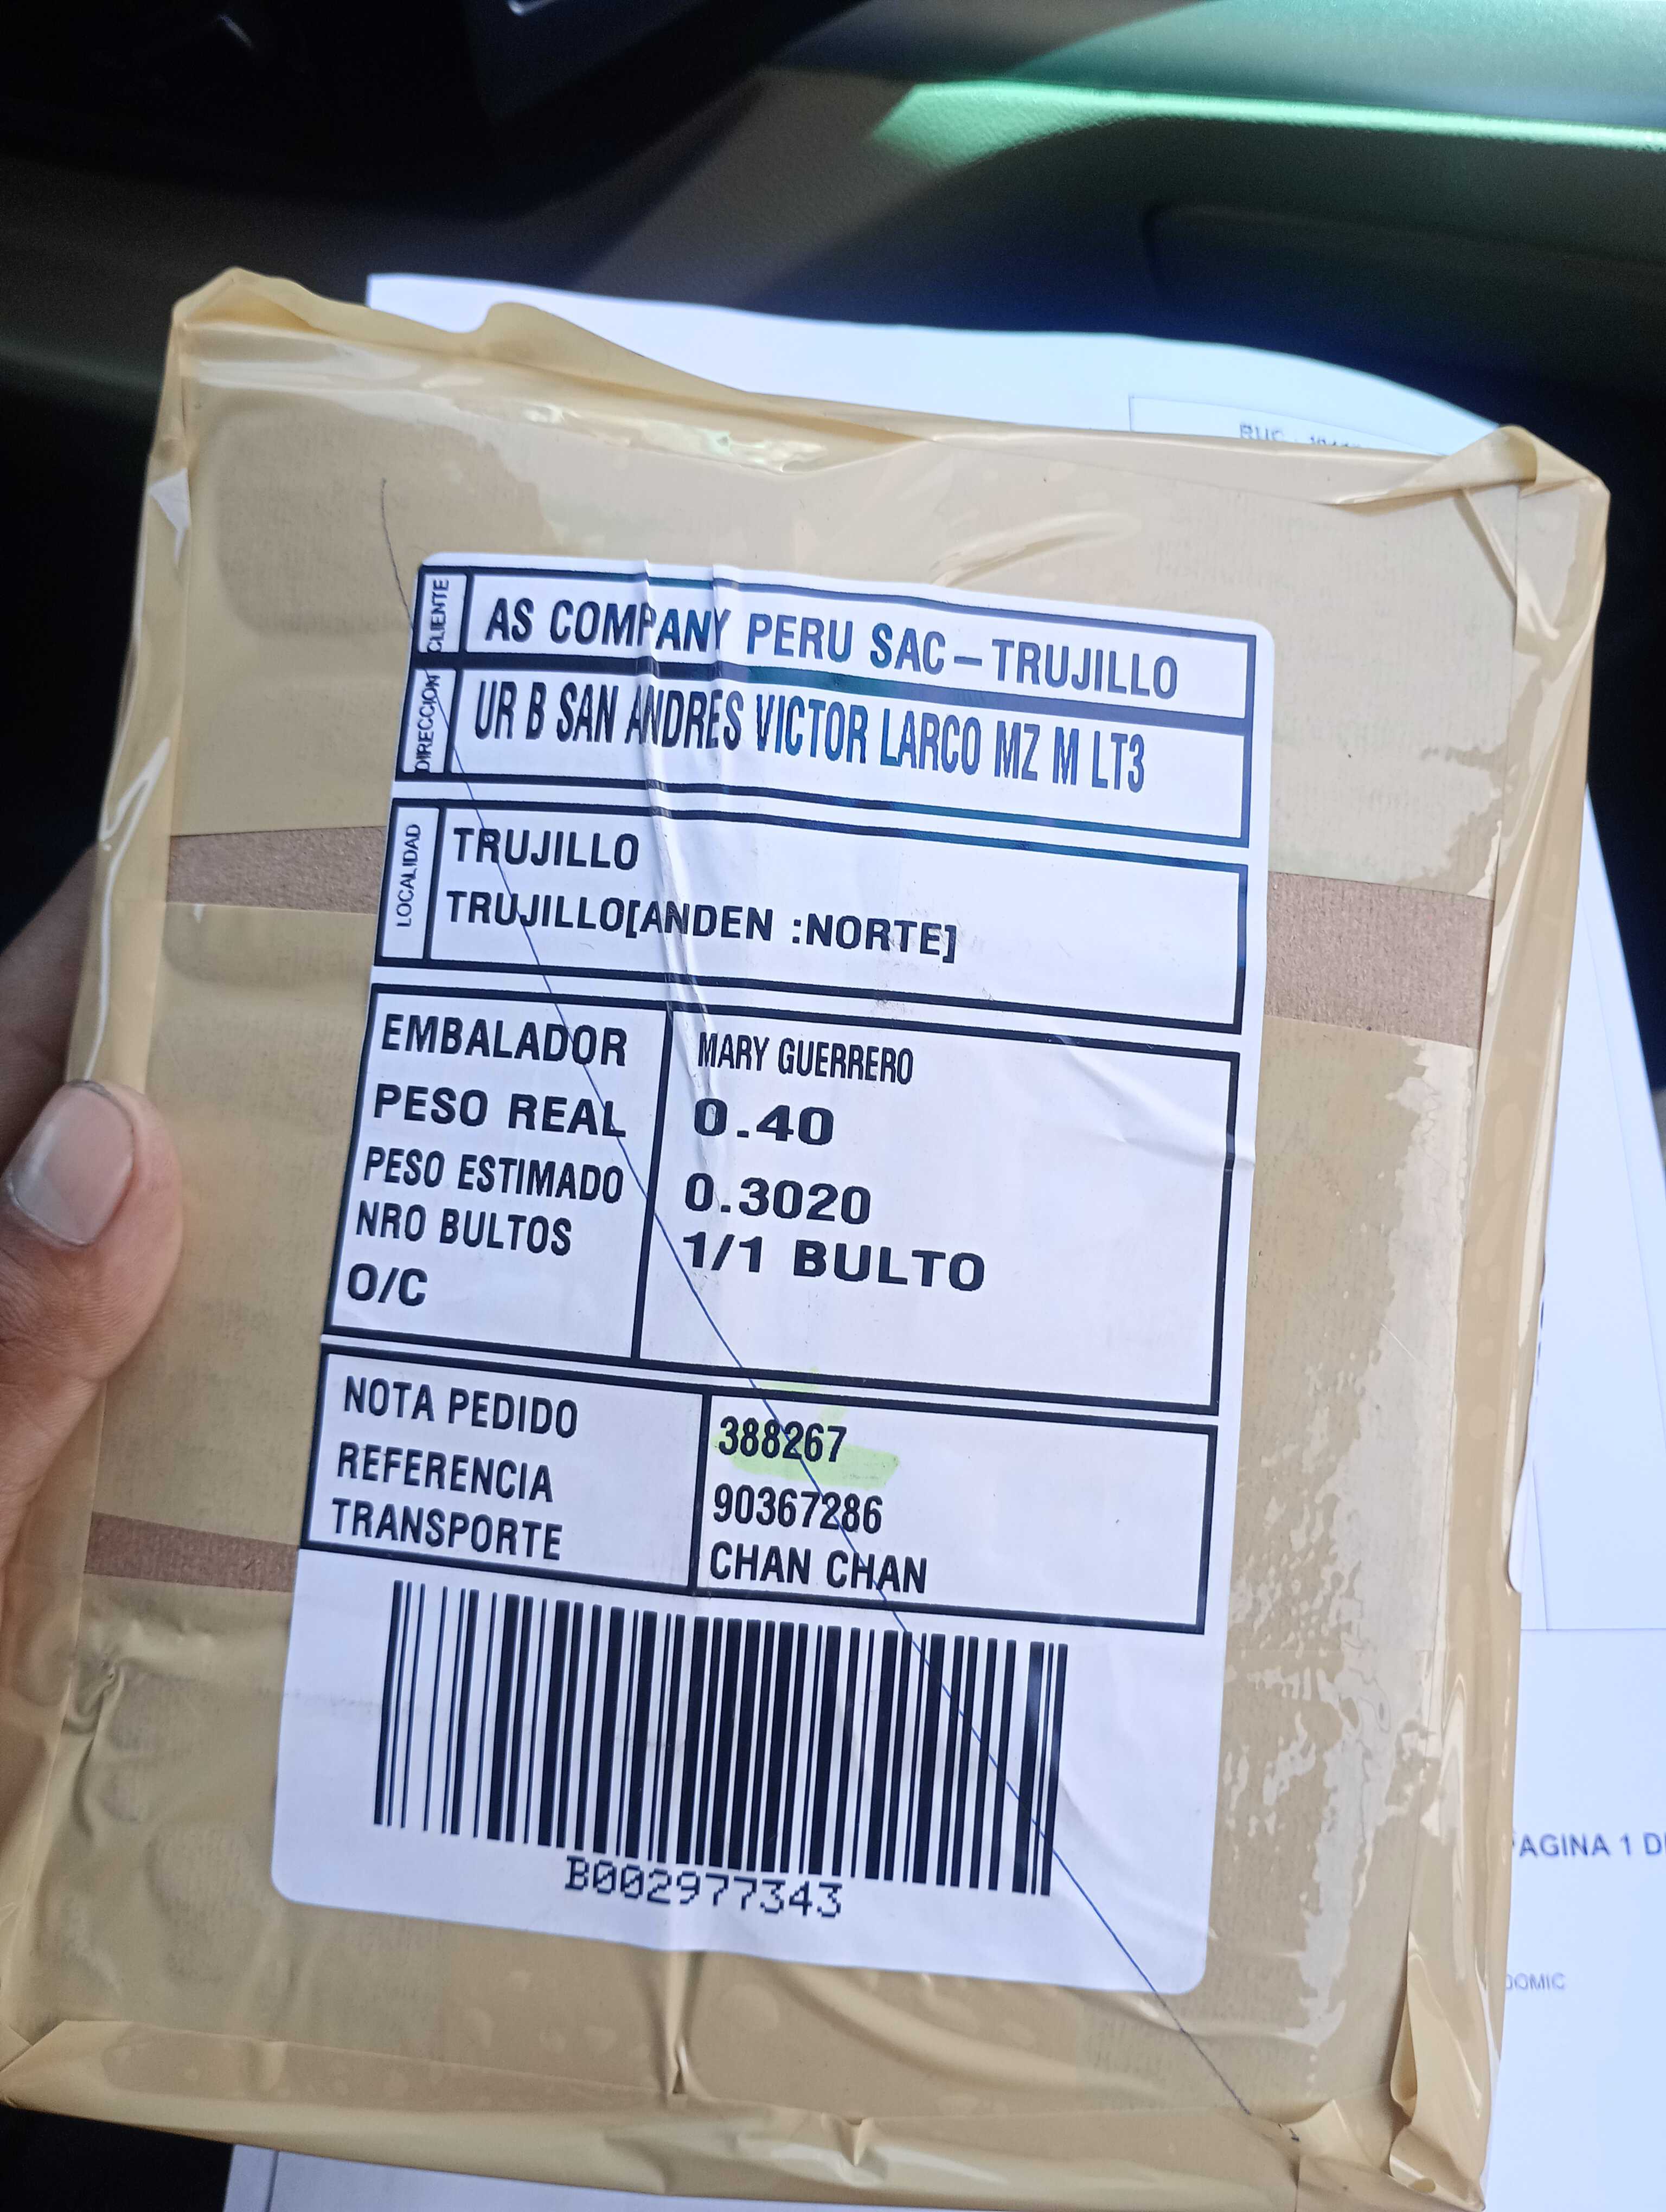 RUC
CLIENTE
AS COMPANY PERU SAC – TRUJILLO
DIRECCION
UR B SAN ANDRES VICTOR LARCO MZ M LT3
LOCALIDAD
TRUJILLO
TRUJILLO[ANDEN :NORTE]
EMBALADOR MARY GUERRERO
PESO REAL 0.40
PESO ESTIMADO 0.3020
NRO BULTOS 1/1 BULTO
O/C
NOTA PEDIDO 388267
REFERENCIA 90367286
TRANSPORTE CHAN CHAN
B002977343
PAGINA 1 D